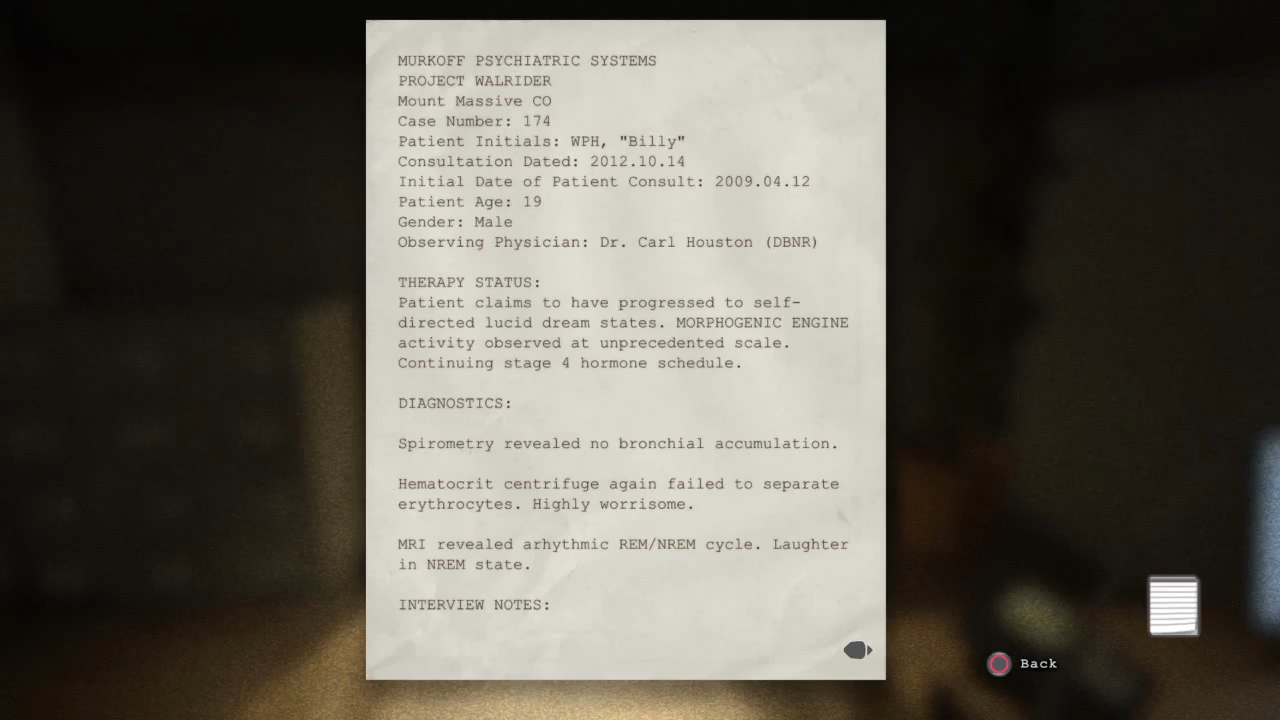 MURKOFF PSYCHIATRIC SYSTEMS
PROJECT WALRIDER
Mount Massive CO
Case Number: 174
Patient Initials: WPH, "Billy"
Consultation Dated: 2012.10.14
Initial Date of Patient Consult: 2009.04.12
Patient Age: 19
Gender: Male
Observing Physician: Dr. Carl Houston (DBNR)
THERAPY STATUS:
Patient claims to have progressed to self-
directed lucid dream states. MORPHOGENIC ENGINE
activity observed at unprecedented scale.
Continuing stage 4 hormone schedule.
DIAGNOSTICS:
Spirometry revealed no bronchial accumulation.
Hematocrit centrifuge again failed to separate
erythrocytes. Highly worrisome.
MRI revealed arhythmic REM/NREM cycle. Laughter
in NREM state.
INTERVIEW NOTES:
Back